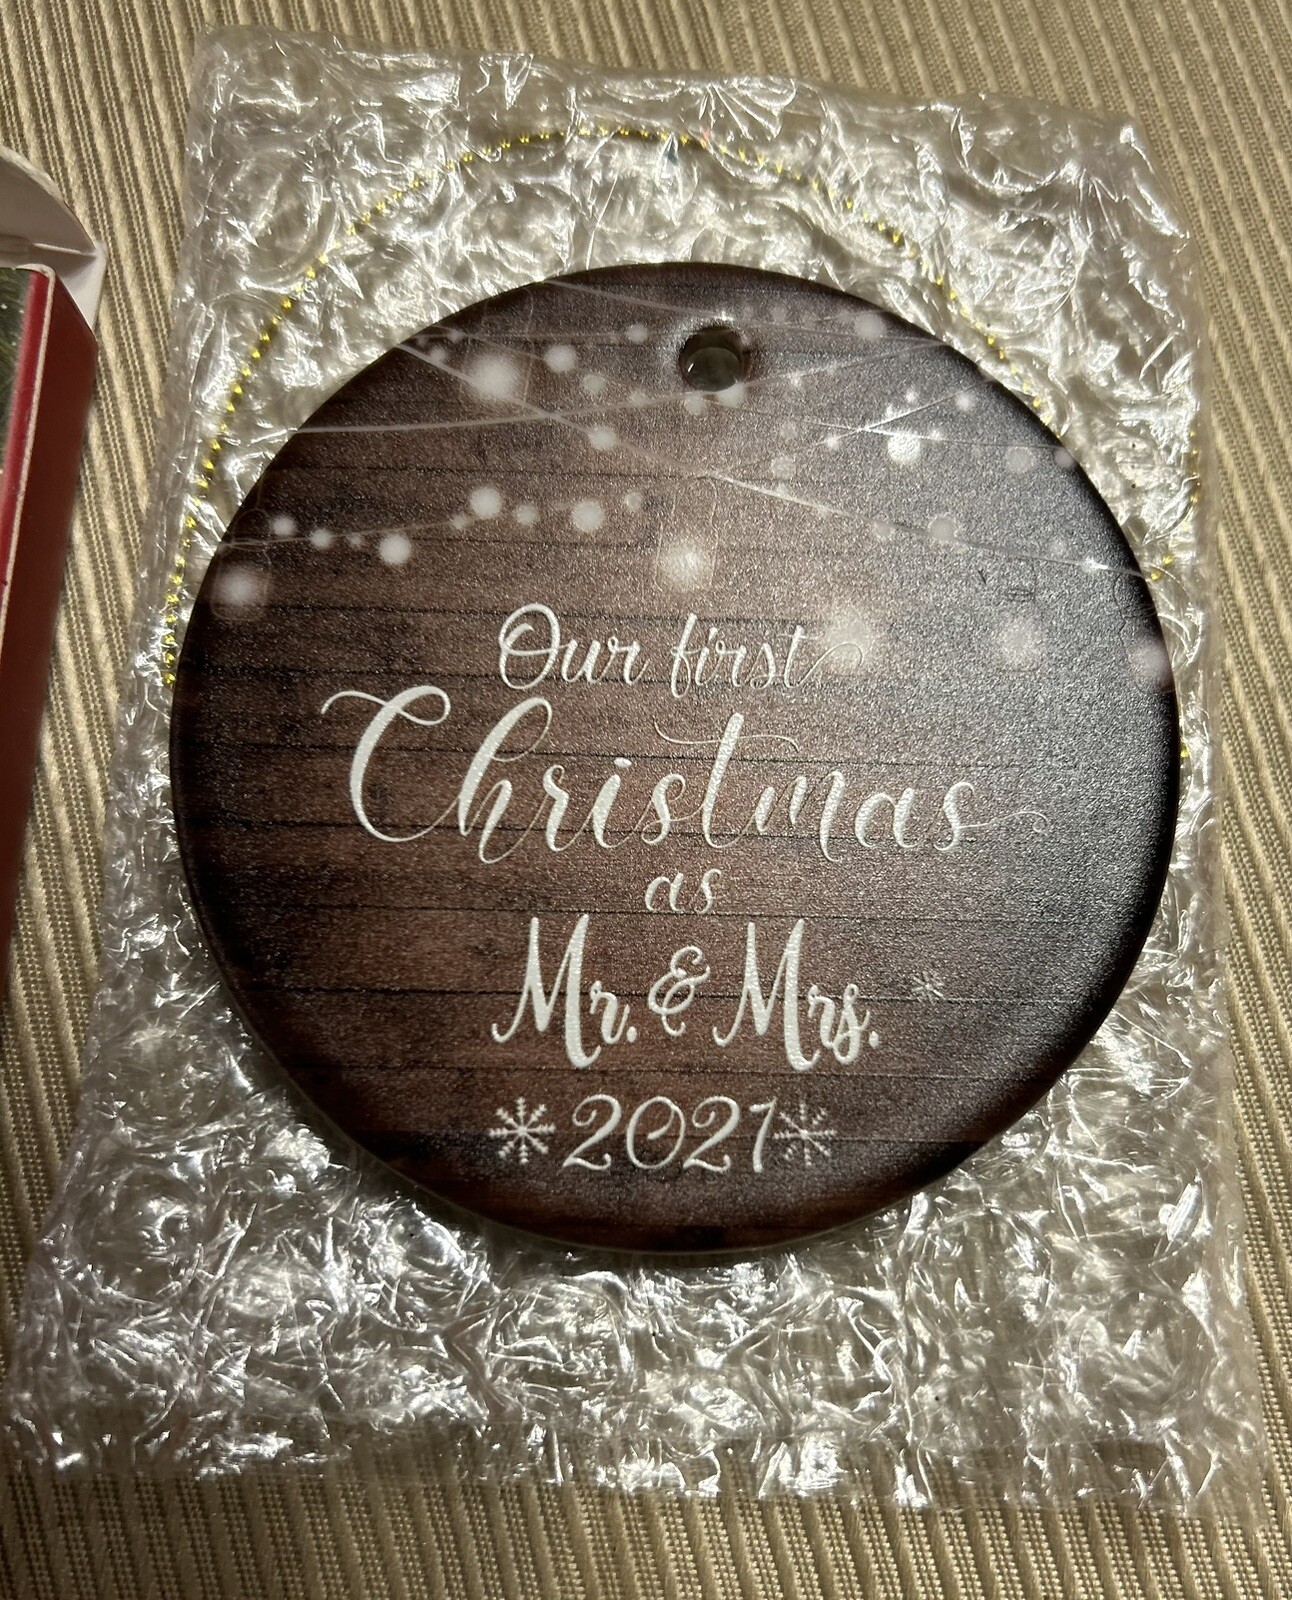 Our first
Christmas
as
Mr. & Mrs.
2021